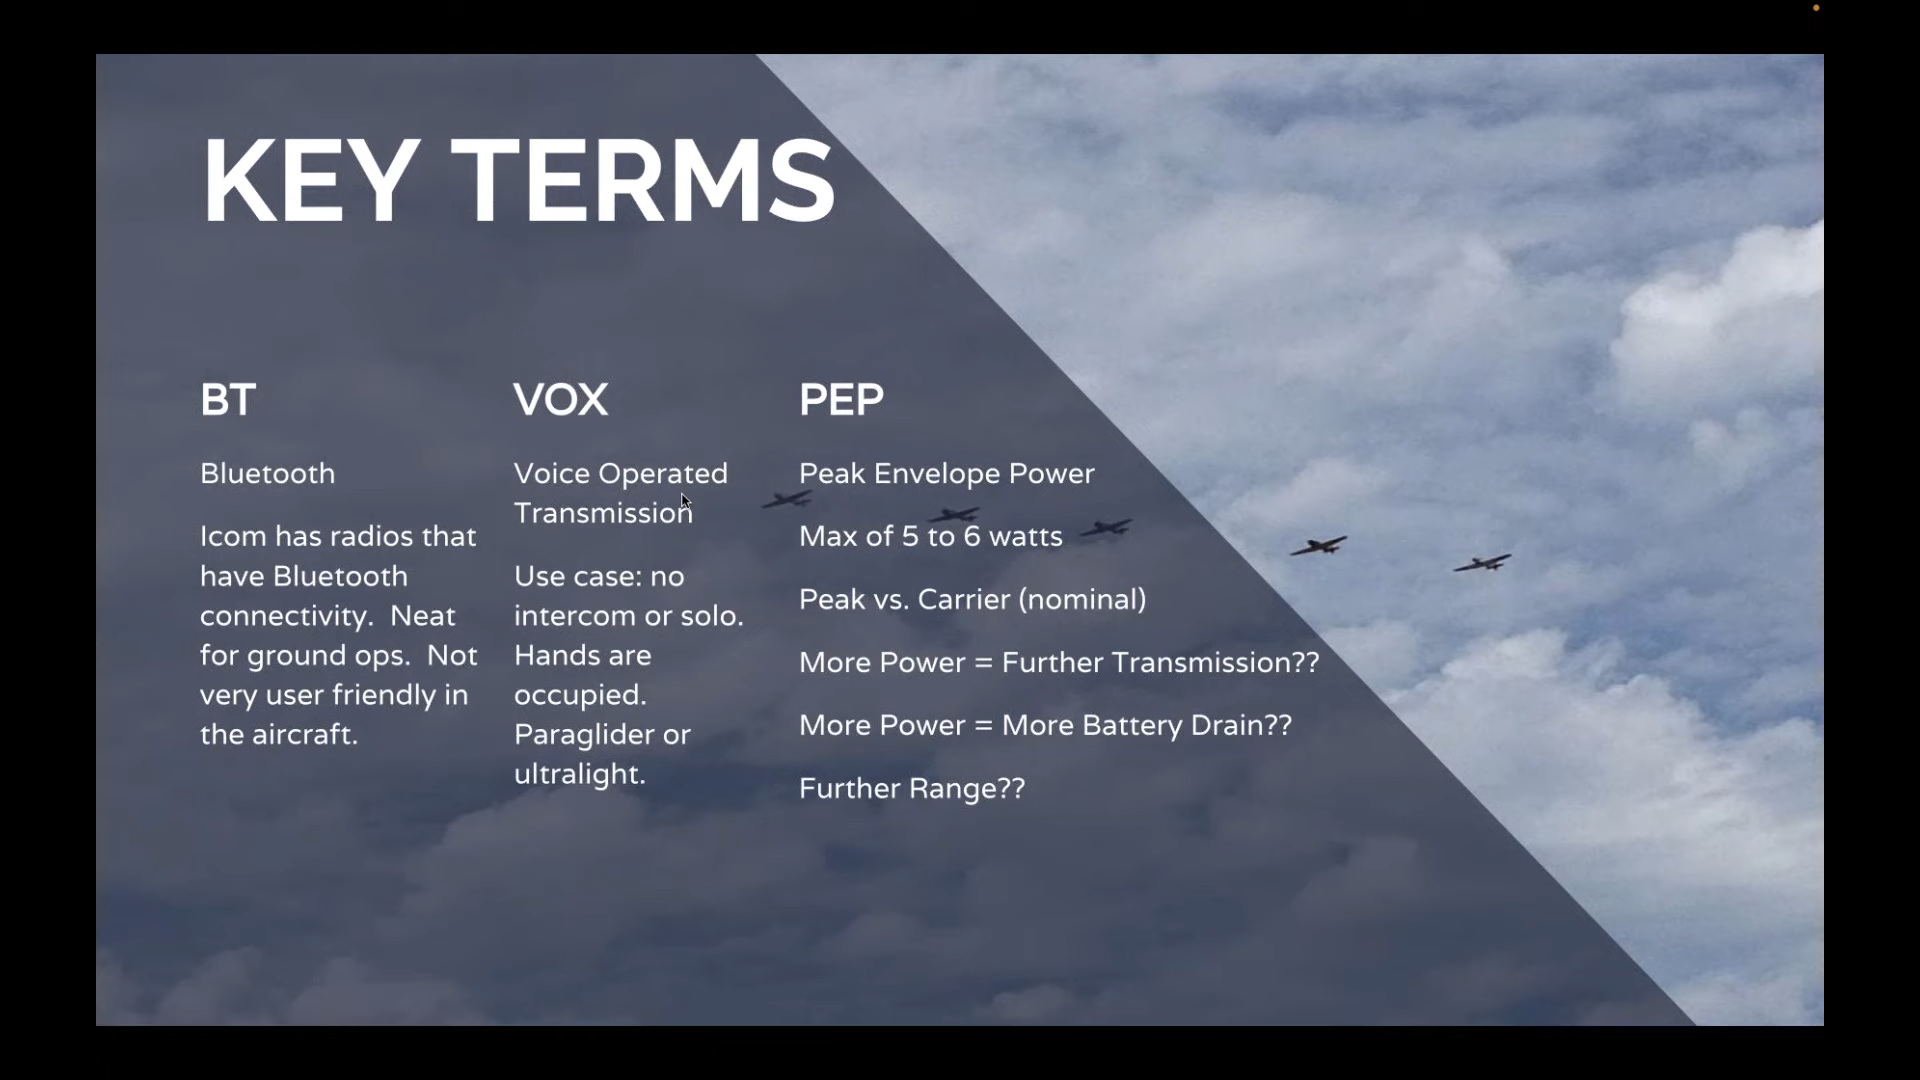 KEY TERMS
BT
Bluetooth
Icom has radios that
have Bluetooth
connectivity.  Neat
for ground ops.  Not
very user friendly in
the aircraft.
VOX
Voice Operated
Transmission
Use case: no
intercom or solo.
Hands are
occupied.
Paraglider or
ultralight.
PEP
Peak Envelope Power
Max of 5 to 6 watts
Peak vs. Carrier (nominal)
More Power = Further Transmission??
More Power = More Battery Drain??
Further Range??